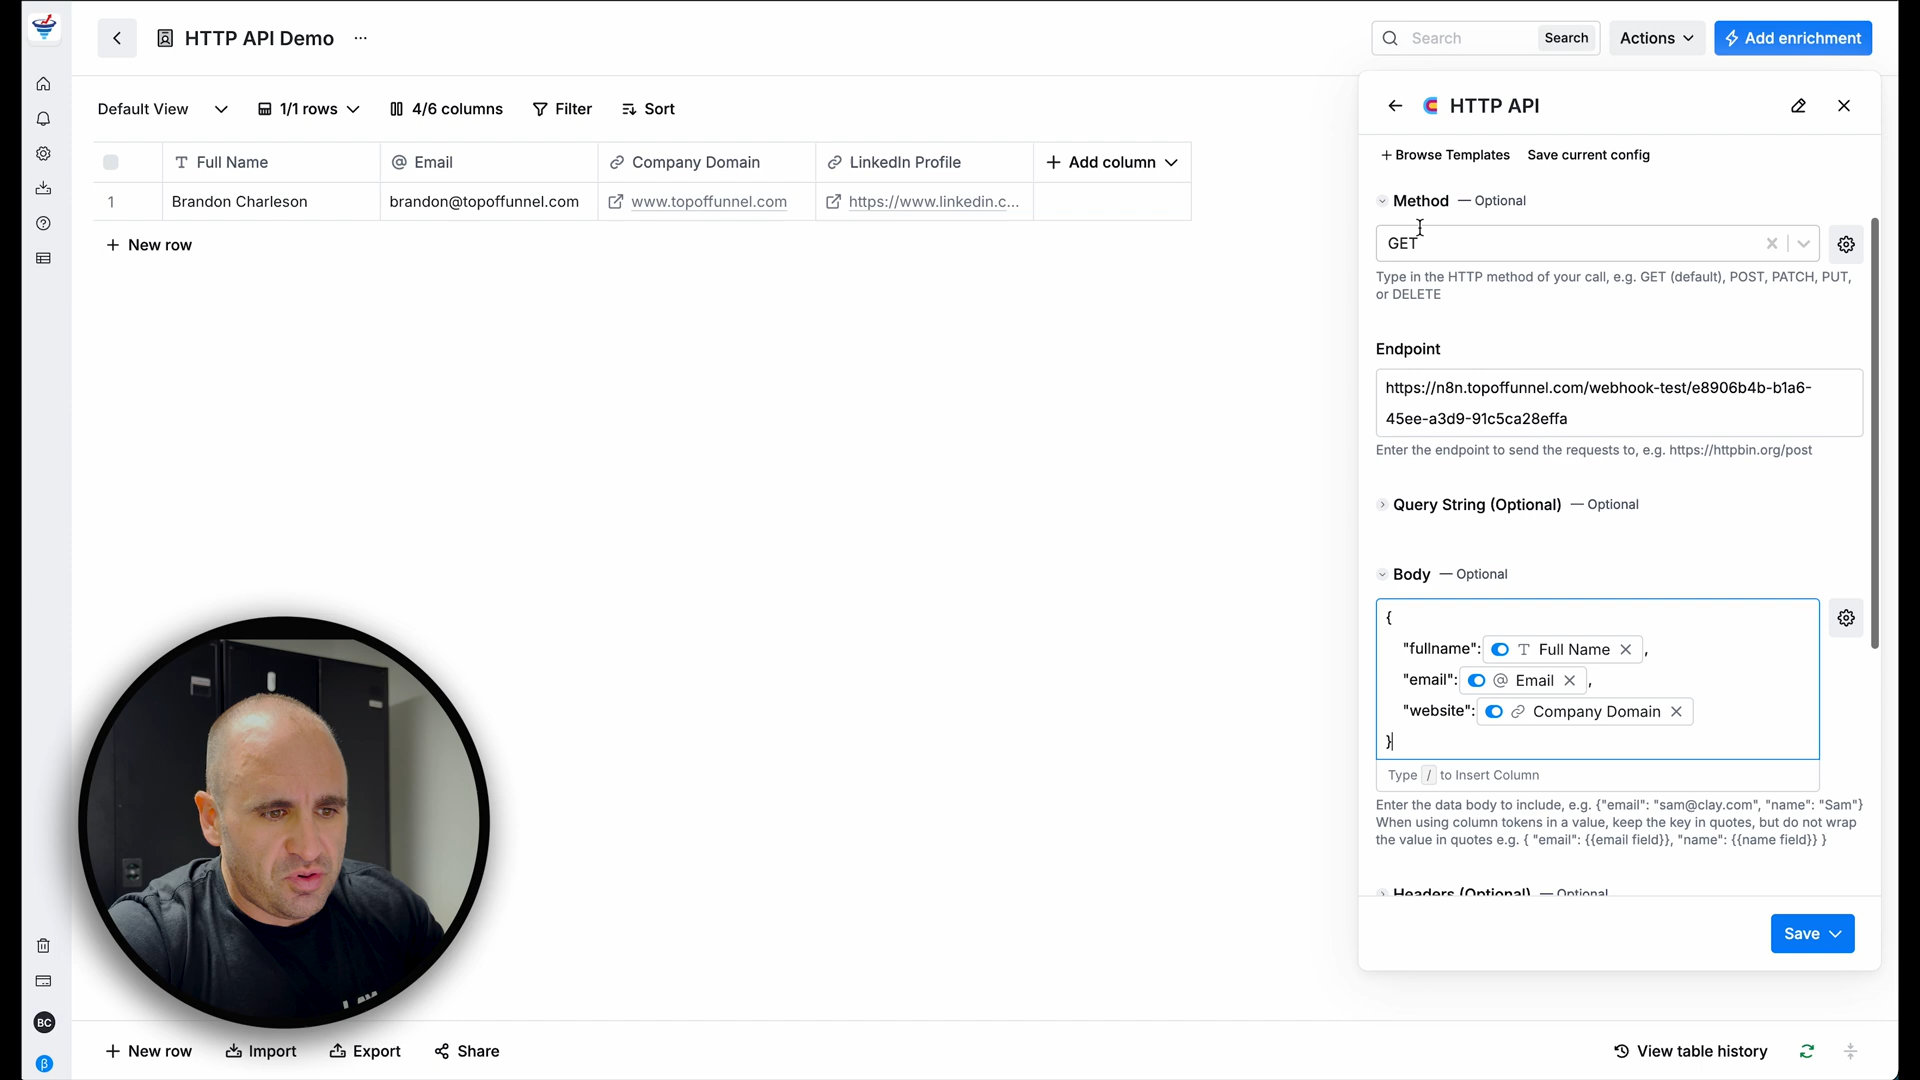 HTTP API Demo
Search
Search
Actions
Add enrichment
Default View
1/1 rows
4/6 columns
Filter
Sort
Full Name
Email
Company Domain
LinkedIn Profile
Add column
1
Brandon Charleson
brandon@topoffunnel.com
www.topoffunnel.com
https://www.linkedin.c...
New row
HTTP API
Browse Templates
Save current config
Method — Optional
GET
Type in the HTTP method of your call, e.g. GET (default), POST, PATCH, PUT,
or DELETE
Endpoint
https://n8n.topoffunnel.com/webhook-test/e8906b4b-b1a6-
45ee-a3d9-91c5ca28effa
Enter the endpoint to send the requests to, e.g. https://httpbin.org/post
Query String (Optional) — Optional
Body — Optional
{
"fullname": Full Name ,
"email": @ Email ,
"website": Company Domain
}
Type / to Insert Column
Enter the data body to include, e.g. {"email": "sam@clay.com", "name": "Sam"}
When using column tokens in a value, keep the key in quotes, but do not wrap
the value in quotes e.g. { "email": {{email field}}, "name": {{name field}} }
Headers (Optional) — Optional
Save
BC
β
New row
Import
Export
Share
View table history